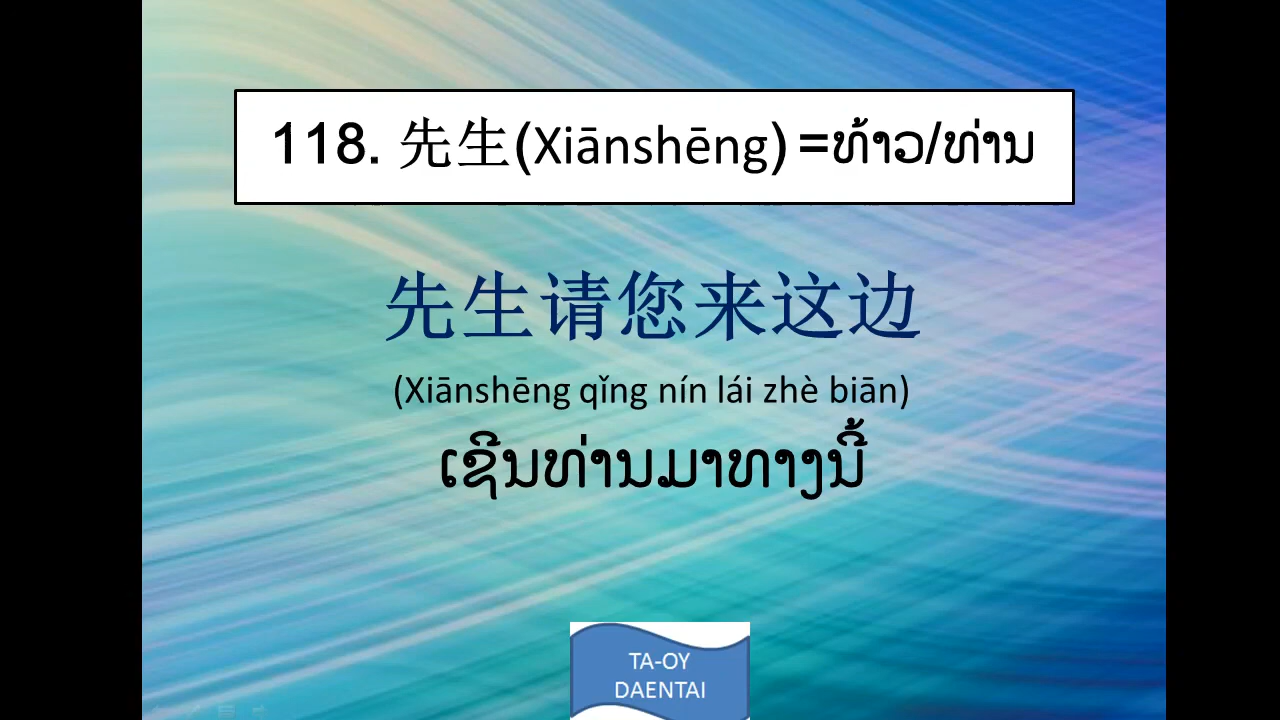 118. 先生(Xiānshēng) =ທ້າວ/ທ່ານ
先生请您来这边
(Xiānshēng qǐng nín lái zhè biān)
ເຊີນທ່ານມາທາງນີ້
TA-OY
DAENTAI